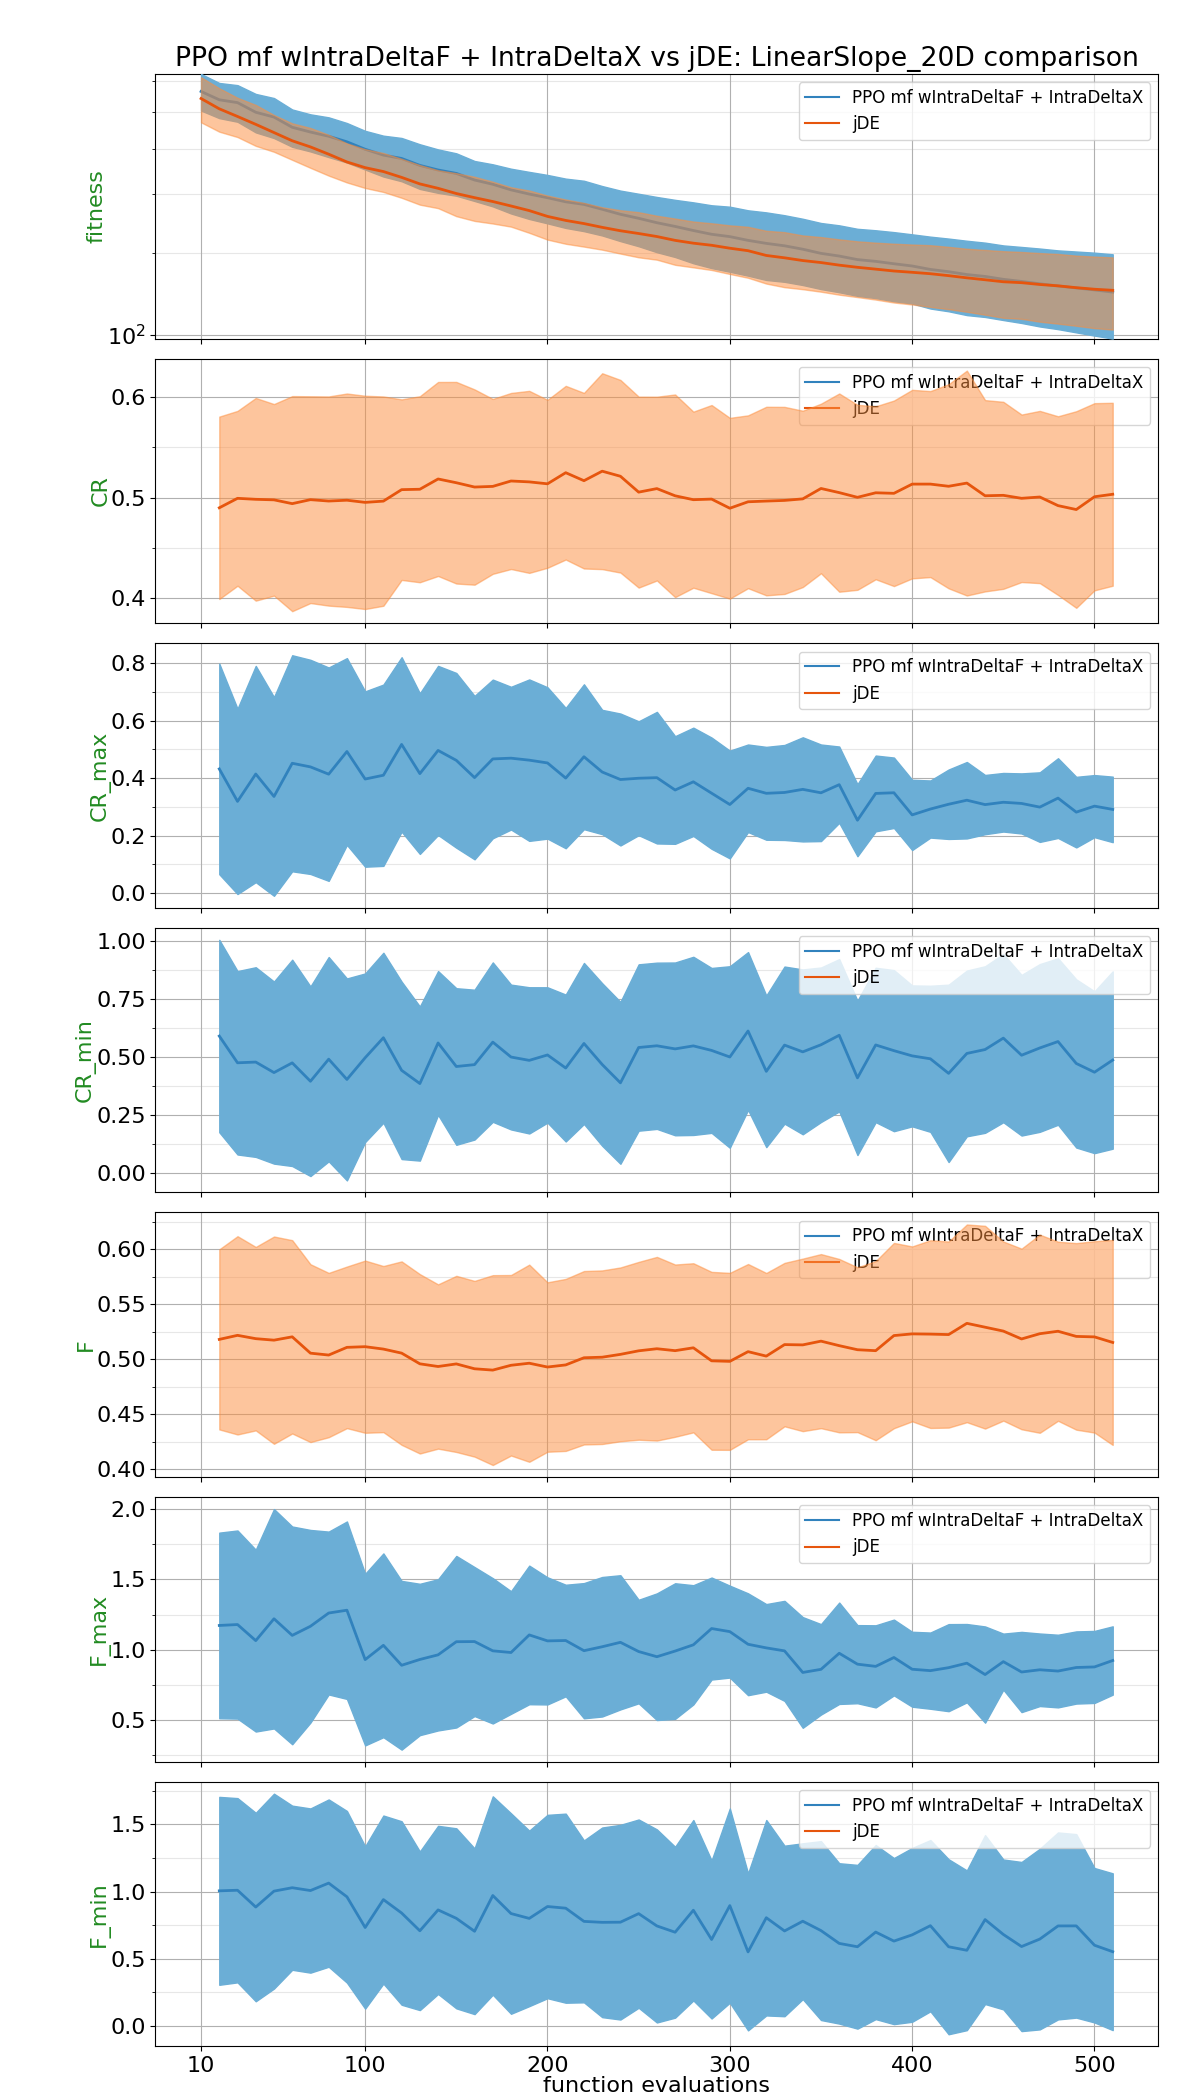 PPO mf wIntraDeltaF + IntraDeltaX vs jDE: LinearSlope_20D comparison
PPO mf wIntraDeltaF + IntraDeltaX
jDE
fitness
10²
PPO mf wIntraDeltaF + IntraDeltaX
jDE
CR
0.6
0.5
0.4
PPO mf wIntraDeltaF + IntraDeltaX
jDE
CR_max
0.8
0.6
0.4
0.2
0.0
PPO mf wIntraDeltaF + IntraDeltaX
jDE
CR_min
1.00
0.75
0.50
0.25
0.00
PPO mf wIntraDeltaF + IntraDeltaX
jDE
F
0.60
0.55
0.50
0.45
0.40
PPO mf wIntraDeltaF + IntraDeltaX
jDE
F_max
2.0
1.5
1.0
0.5
PPO mf wIntraDeltaF + IntraDeltaX
jDE
F_min
1.5
1.0
0.5
0.0
10 100 200 300 400 500
function evaluations